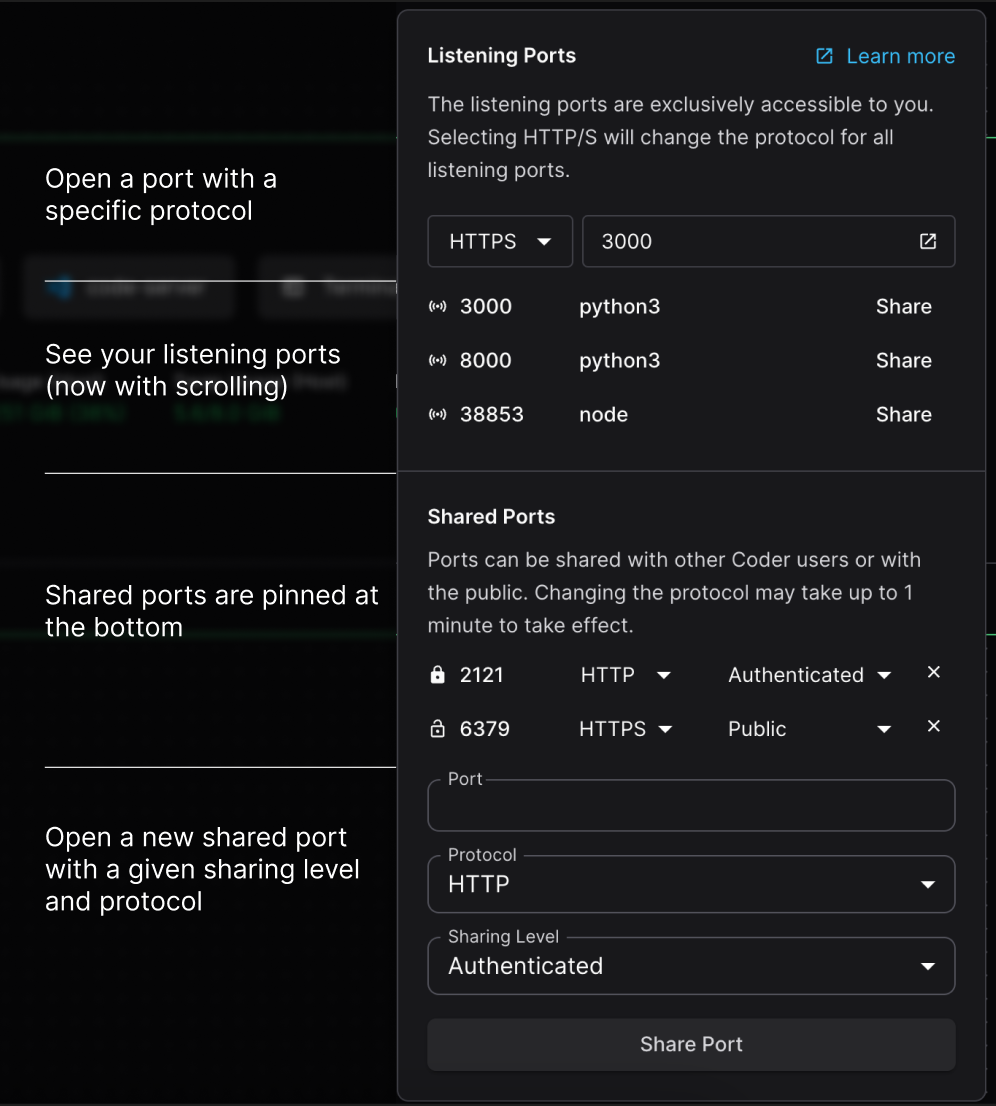 Open a port with a
specific protocol
See your listening ports
(now with scrolling)
Shared ports are pinned at
the bottom
Open a new shared port
with a given sharing level
and protocol
code-server
Listening Ports
Learn more
The listening ports are exclusively accessible to you.
Selecting HTTP/S will change the protocol for all
listening ports.
HTTPS 3000
3000 python3 Share
8000 python3 Share
38853 node Share
Shared Ports
Ports can be shared with other Coder users or with
the public. Changing the protocol may take up to 1
minute to take effect.
2121 HTTP Authenticated
6379 HTTPS Public
Port
Protocol
HTTP
Sharing Level
Authenticated
Share Port